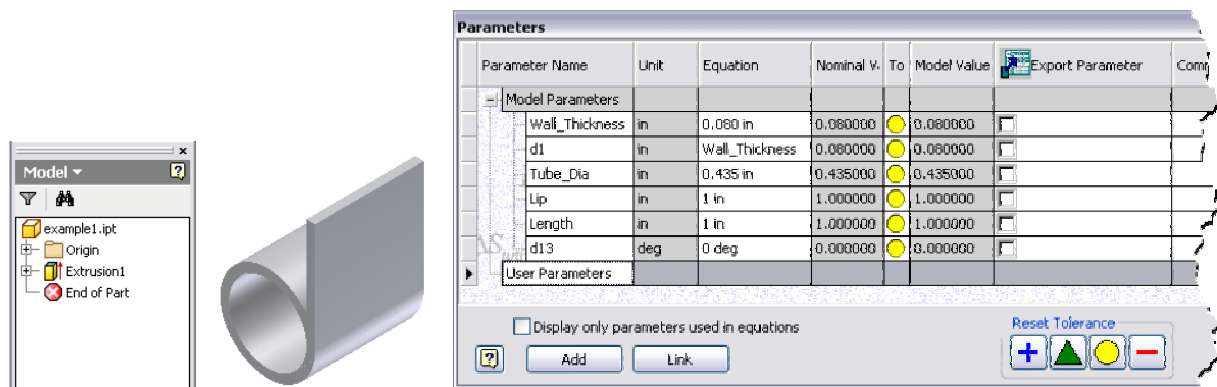 Model
example1.ipt
Origin
Extrusion1
End of Part
Parameters
Parameter Name Unit Equation Nominal V. To Model Value Export Parameter Comm
Model Parameters
Wall_Thickness in 0.080 in 0.080000 0.080000
d1 in Wall_Thickness 0.080000 0.080000
Tube_Dia in 0.435 in 0.435000 0.435000
Lip in 1 in 1.000000 1.000000
Length in 1 in 1.000000 1.000000
d13 deg 0 deg 0.000000 0.000000
User Parameters
Display only parameters used in equations
Reset Tolerance
Add Link